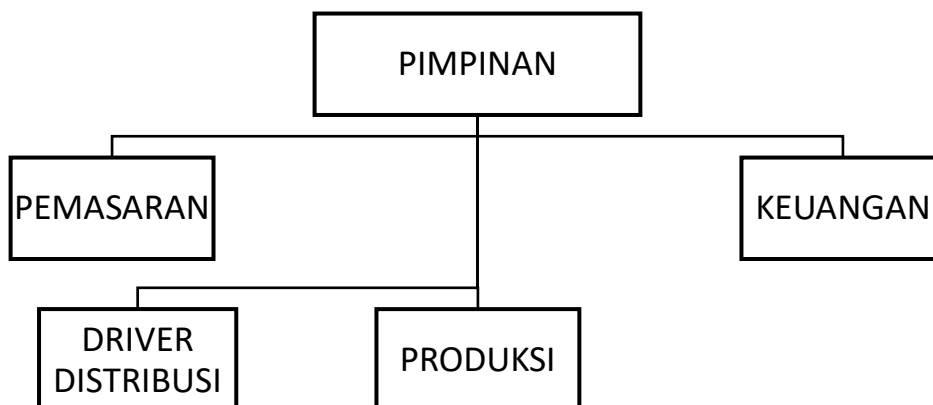 PIMPINAN
PEMASARAN
KEUANGAN
DRIVER
DISTRIBUSI
PRODUKSI